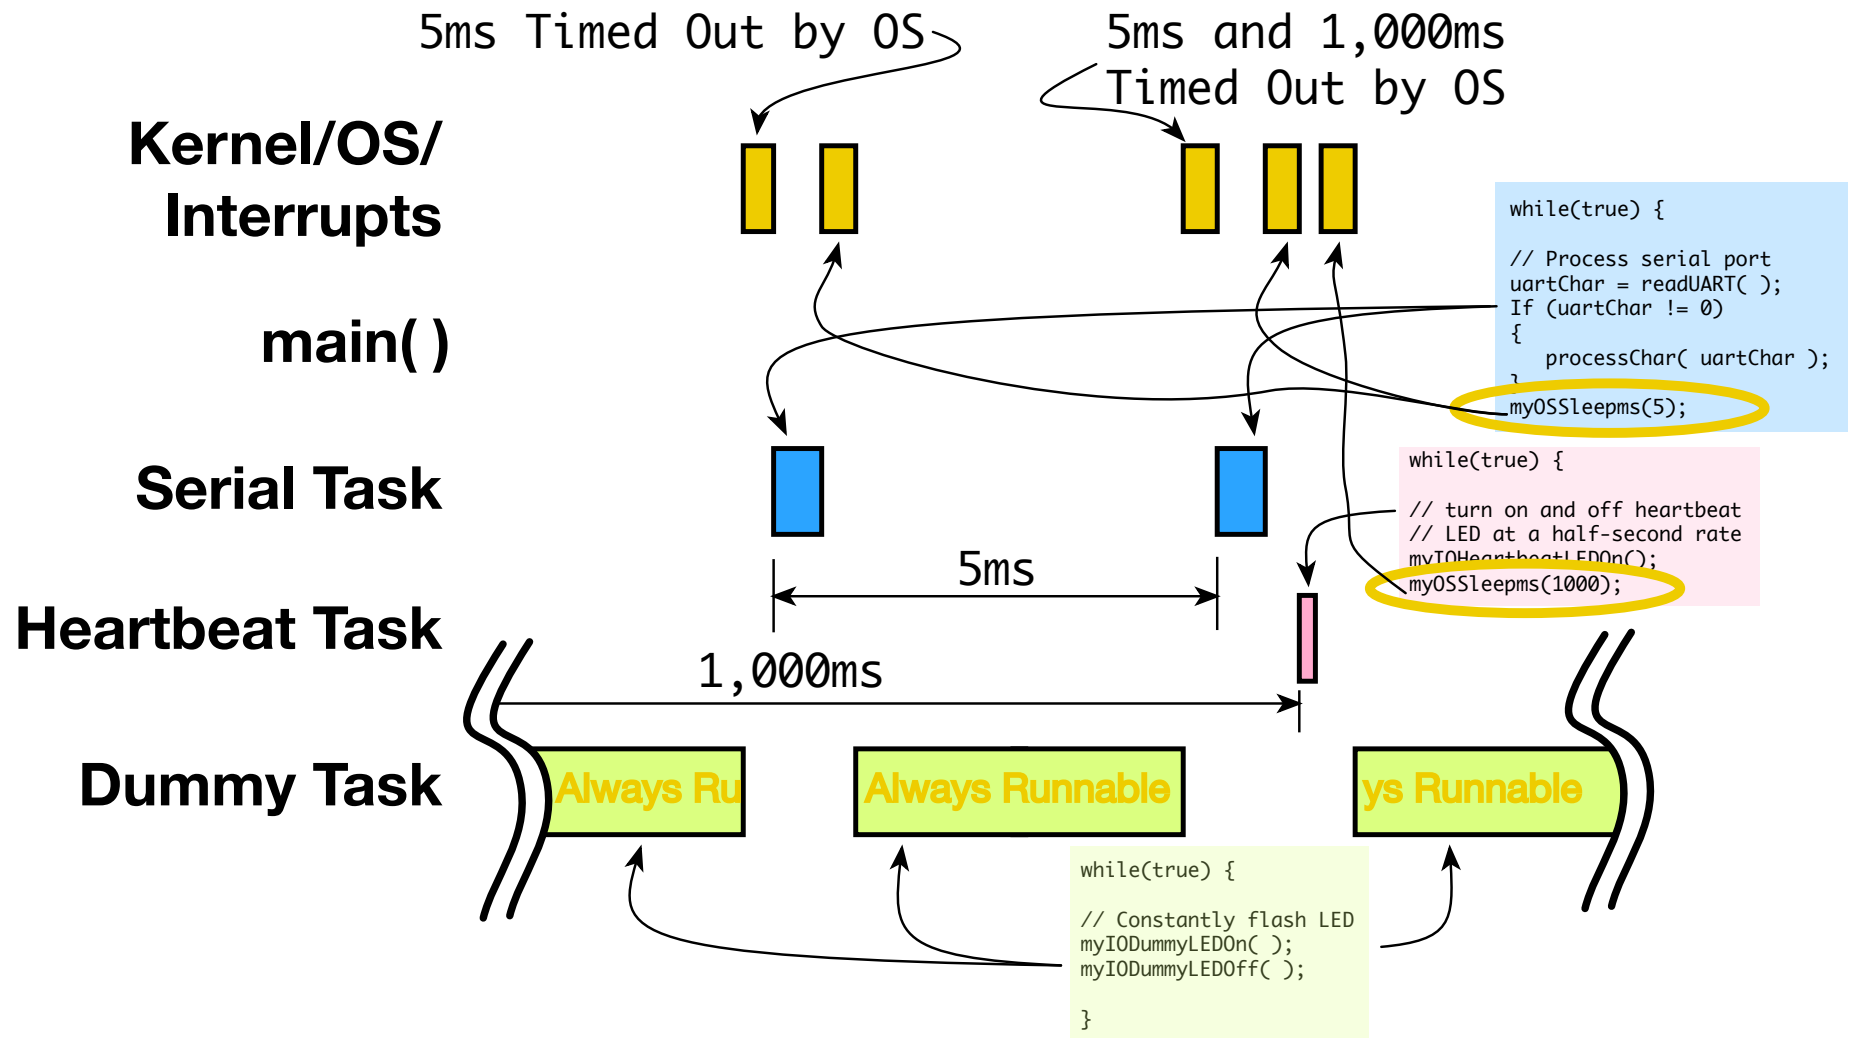 5ms Timed Out by OS
5ms and 1,000ms
Timed Out by OS
Kernel/OS/
Interrupts
main( )
Serial Task
Heartbeat Task
Dummy Task
while(true) {
// Process serial port
uartChar = readUART( );
If (uartChar != 0)
{
processChar( uartChar );
}
myOSSleepms(5);
while(true) {
// turn on and off heartbeat
// LED at a half-second rate
myIOHeartbeatLEDOn();
myOSSleepms(1000);
5ms
1,000ms
Always Ru
Always Runnable
ys Runnable
while(true) {
// Constantly flash LED
myIODummyLEDOn( );
myIODummyLEDOff( );
}